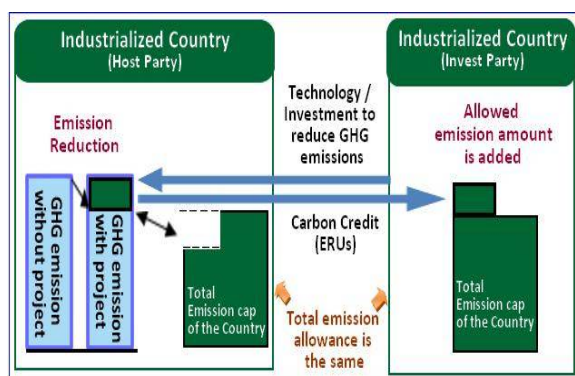 Industrialized Country
(Host Party)
Industrialized Country
(Invest Party)
Technology /
Investment to
reduce GHG
emissions
Emission
Reduction
Allowed
emission amount
is added
GHG emission
without project
GHG emission
with project
Carbon Credit
(ERUs)
Total
Emission cap
of the Country
Total emission
allowance is
the same
Total
Emission cap
of the Country